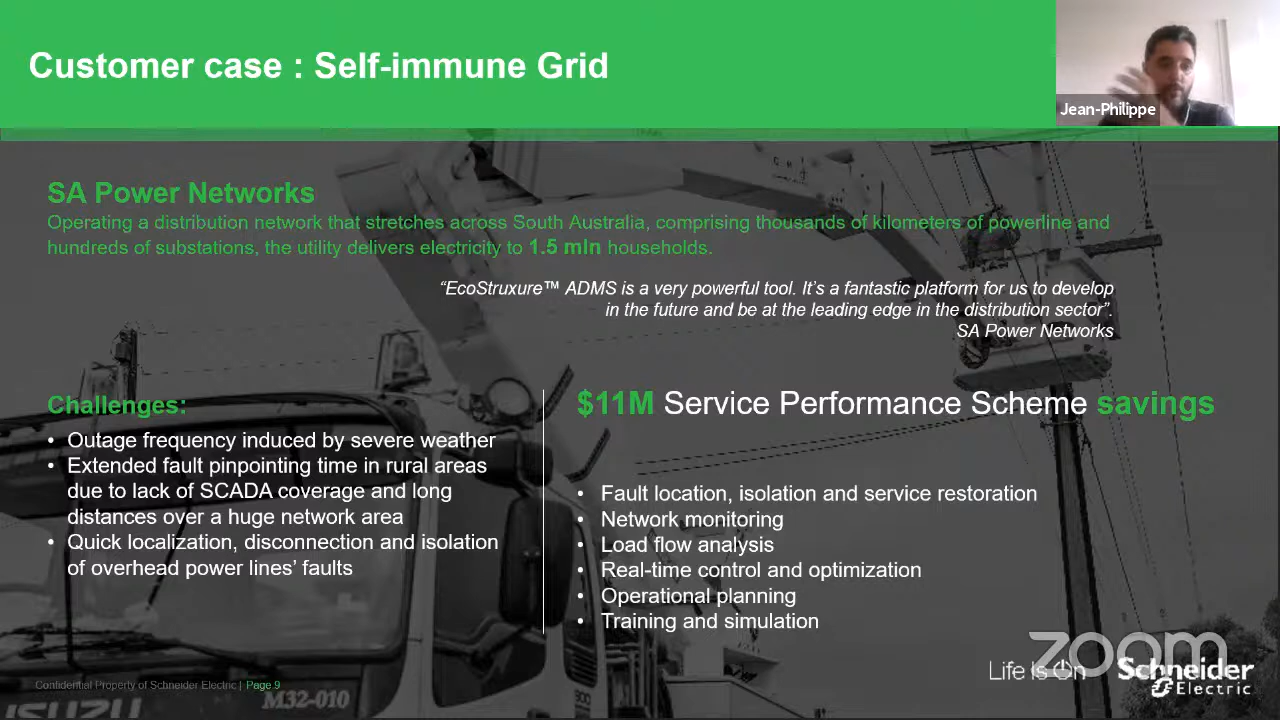 Customer case : Self-immune Grid
Jean-Philippe
SA Power Networks
Operating a distribution network that stretches across South Australia, comprising thousands of kilometers of powerline and
hundreds of substations, the utility delivers electricity to 1.5 mln households.
“EcoStruxure™ ADMS is a very powerful tool. It’s a fantastic platform for us to develop
in the future and be at the leading edge in the distribution sector”.
SA Power Networks
Challenges:
• Outage frequency induced by severe weather
• Extended fault pinpointing time in rural areas
due to lack of SCADA coverage and long
distances over a huge network area
• Quick localization, disconnection and isolation
of overhead power lines’ faults
$11M Service Performance Scheme savings
• Fault location, isolation and service restoration
• Network monitoring
• Load flow analysis
• Real-time control and optimization
• Operational planning
• Training and simulation
zoom
Life Is On
Schneider
Electric
Confidential Property of Schneider Electric | Page 9
M32-010
ISUZU
300